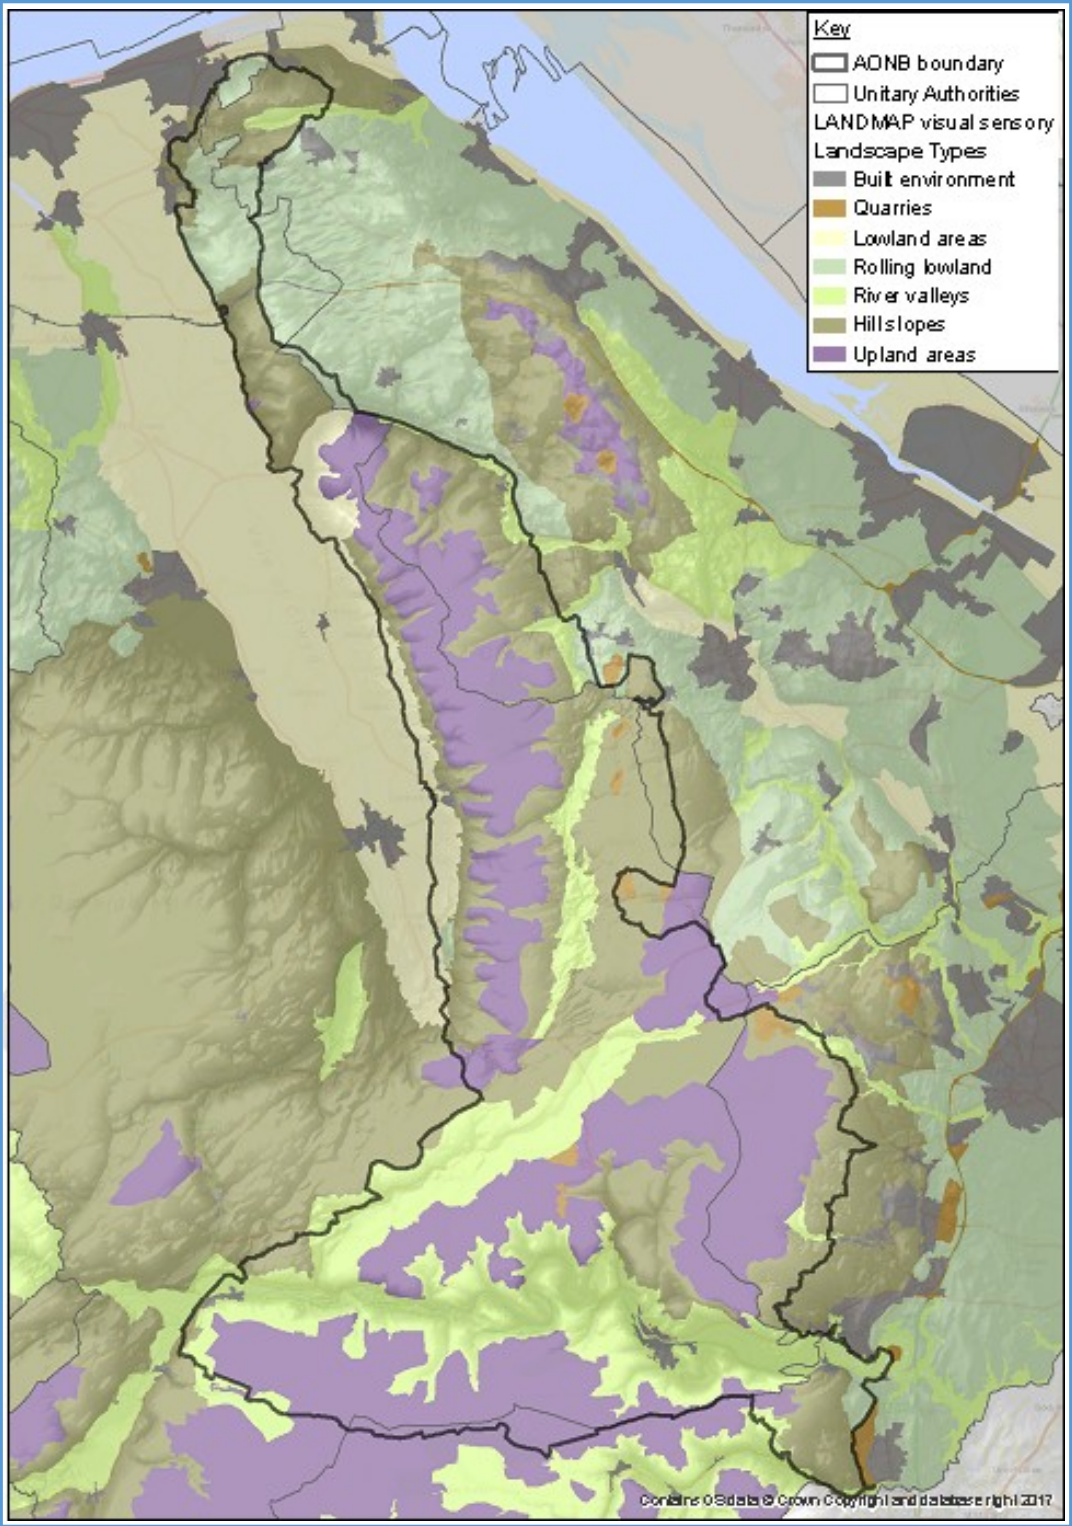 Key
AONB boundary
Unitary Authorities
LANDMAP visual sensory
Landscape Types
Built environment
Quarries
Lowland areas
Rolling lowland
River valleys
Hillslopes
Upland areas
Contains OS data © Crown Copyright and database right 2017